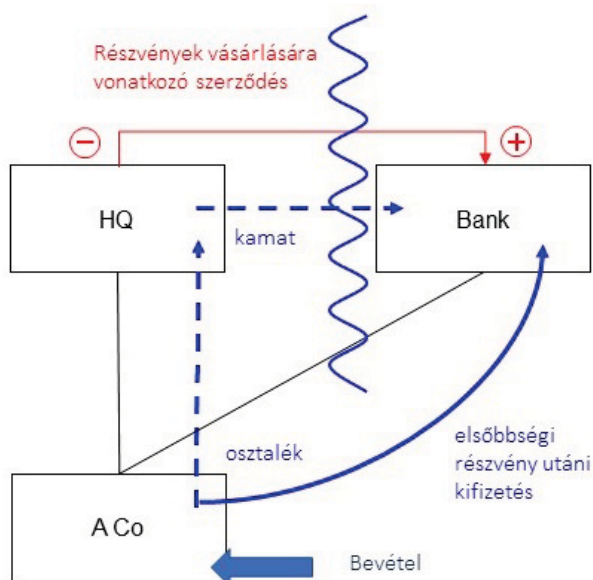 Részvények vásárlására
vonatkozó szerződés
−
+
HQ
Bank
kamat
osztalék
elsőbbségi
részvény utáni
kifizetés
A Co
Bevétel